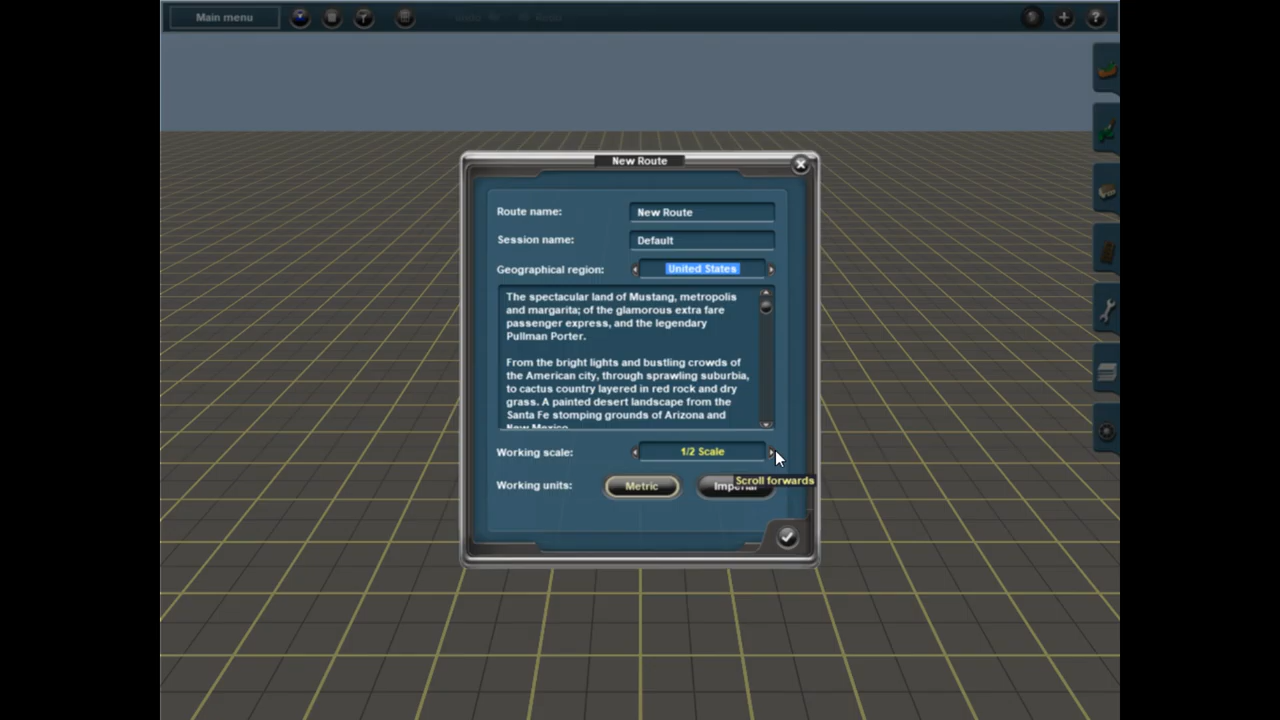 Main menu
New Route
Route name:
New Route
Session name:
Default
Geographical region:
United States
The spectacular land of Mustang, metropolis
and margarita; of the glamorous extra fare
passenger express, and the legendary
Pullman Porter.
From the bright lights and bustling crowds of
the American city, through sprawling suburbia,
to cactus country layered in red rock and dry
grass. A painted desert landscape from the
Santa Fe stomping grounds of Arizona and
New Mexico
Working scale:
1/2 Scale
Scroll forwards
Working units:
Metric
Imperial